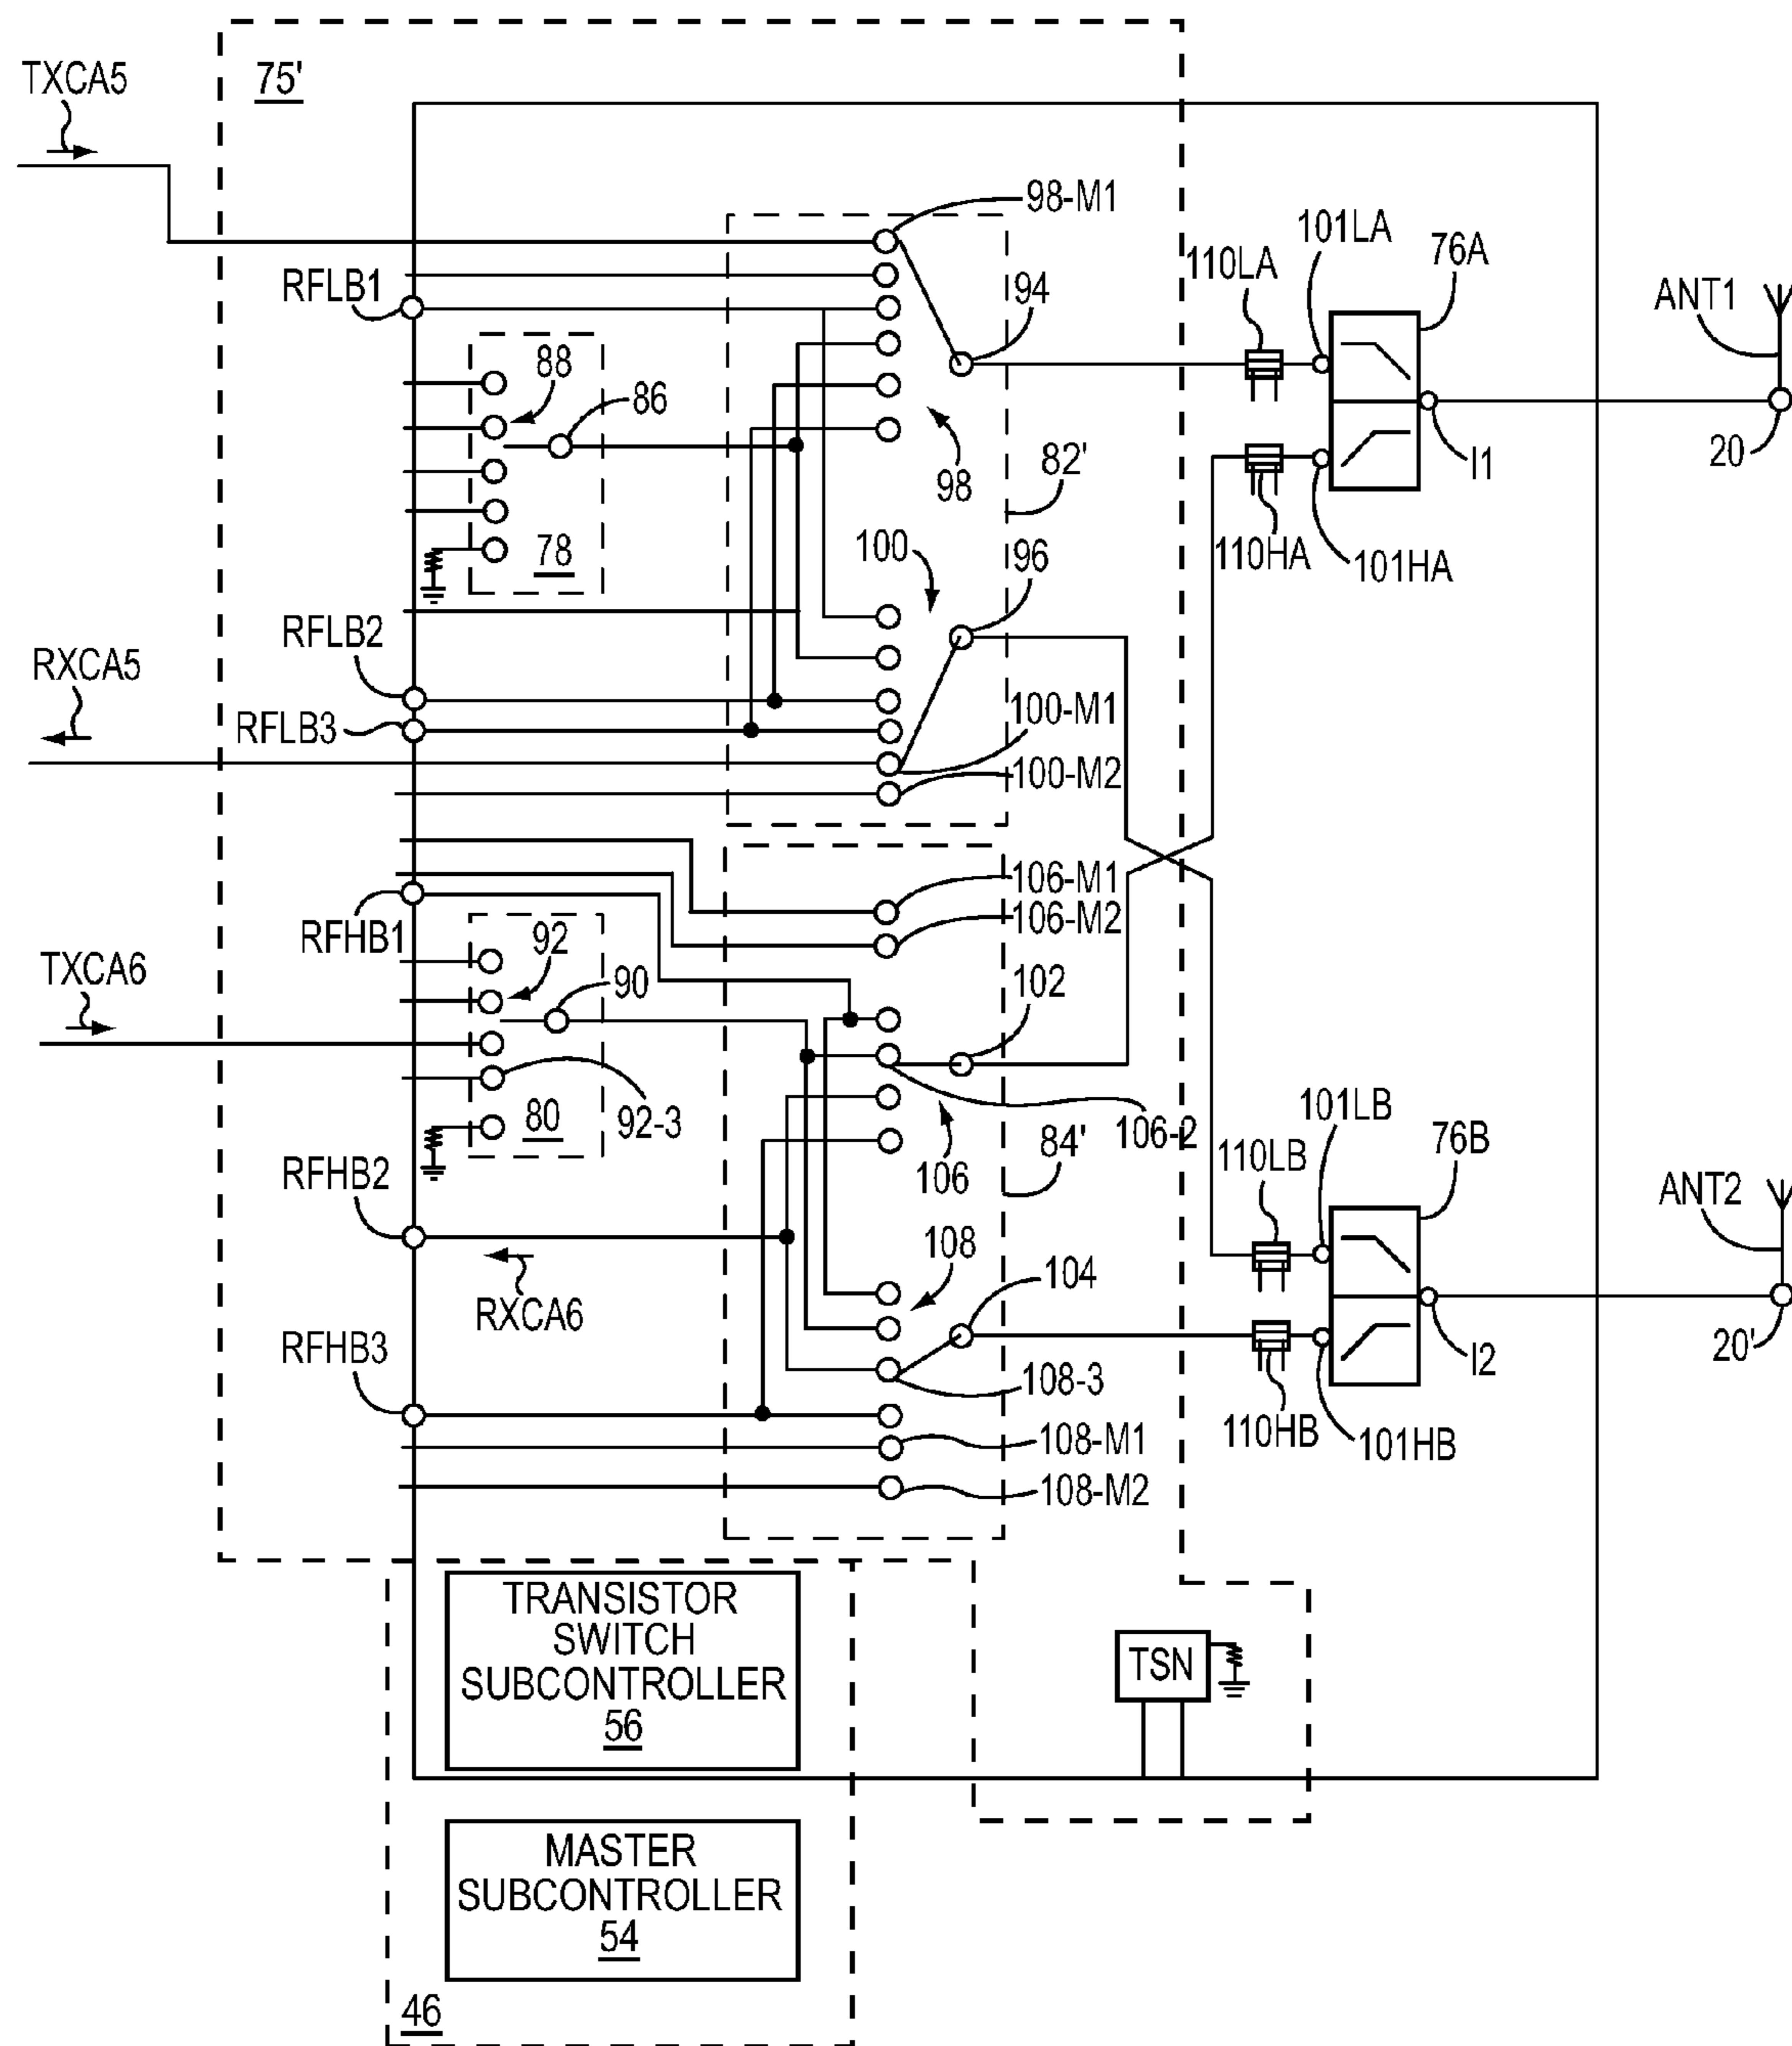 TXCA5
75'
98-M1
101LA
110LA
76A
RFLB1
94
ANT1
88
86
82'
98
I1
20
110HA
101HA
78
100
96
RFLB2
RXCA5
RFLB3
100-M1
100-M2
106-M1
106-M2
RFHB1
92
TXCA6
90
102
101LB
80
92-3
84'
106-2
110LB
76B
106
RFHB2
ANT2
108
104
RXCA6
RFHB3
I2
20'
108-3
110HB
101HB
108-M1
108-M2
TRANSISTOR
SWITCH
SUBCONTROLLER
56
TSN
MASTER
SUBCONTROLLER
54
46